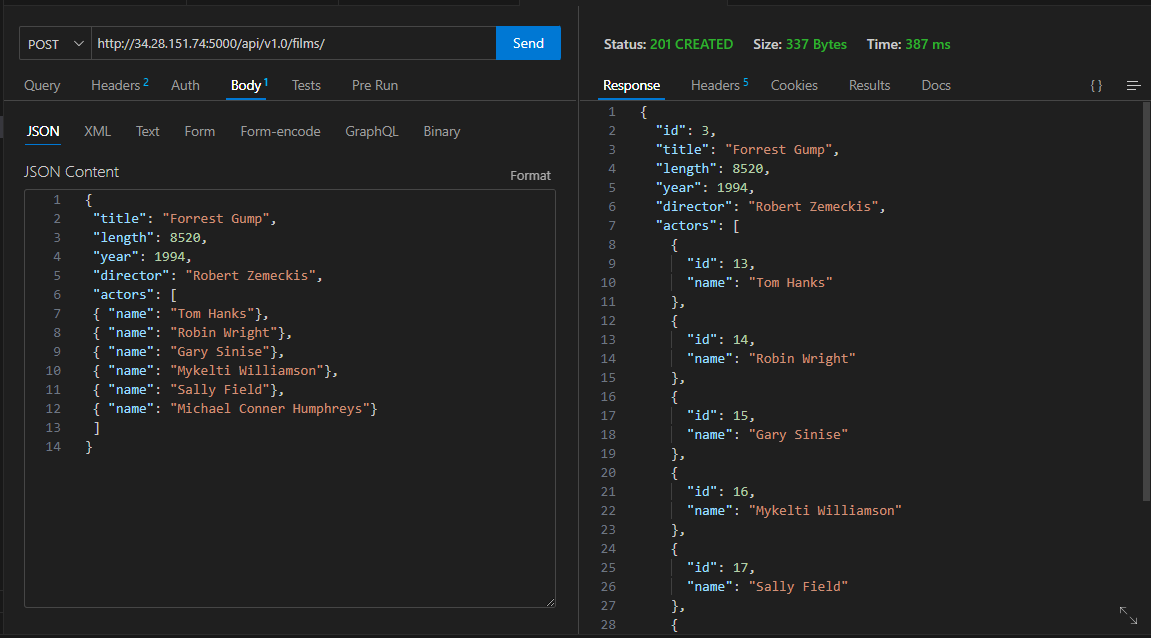 POST http://34.28.151.74:5000/api/v1.0/films/ Send
Query Headers 2 Auth Body 1 Tests Pre Run
JSON XML Text Form Form-encode GraphQL Binary
JSON Content
Format
1 {
2 "title": "Forrest Gump",
3 "length": 8520,
4 "year": 1994,
5 "director": "Robert Zemeckis",
6 "actors": [
7 { "name": "Tom Hanks"},
8 { "name": "Robin Wright"},
9 { "name": "Gary Sinise"},
10 { "name": "Mykelti Williamson"},
11 { "name": "Sally Field"},
12 { "name": "Michael Conner Humphreys"}
13 ]
14 }
Status: 201 CREATED Size: 337 Bytes Time: 387 ms
Response Headers 5 Cookies Results Docs { }
1 {
2 "id": 3,
3 "title": "Forrest Gump",
4 "length": 8520,
5 "year": 1994,
6 "director": "Robert Zemeckis",
7 "actors": [
8 {
9 "id": 13,
10 "name": "Tom Hanks"
11 },
12 {
13 "id": 14,
14 "name": "Robin Wright"
15 },
16 {
17 "id": 15,
18 "name": "Gary Sinise"
19 },
20 {
21 "id": 16,
22 "name": "Mykelti Williamson"
23 },
24 {
25 "id": 17,
26 "name": "Sally Field"
27 },
28 {